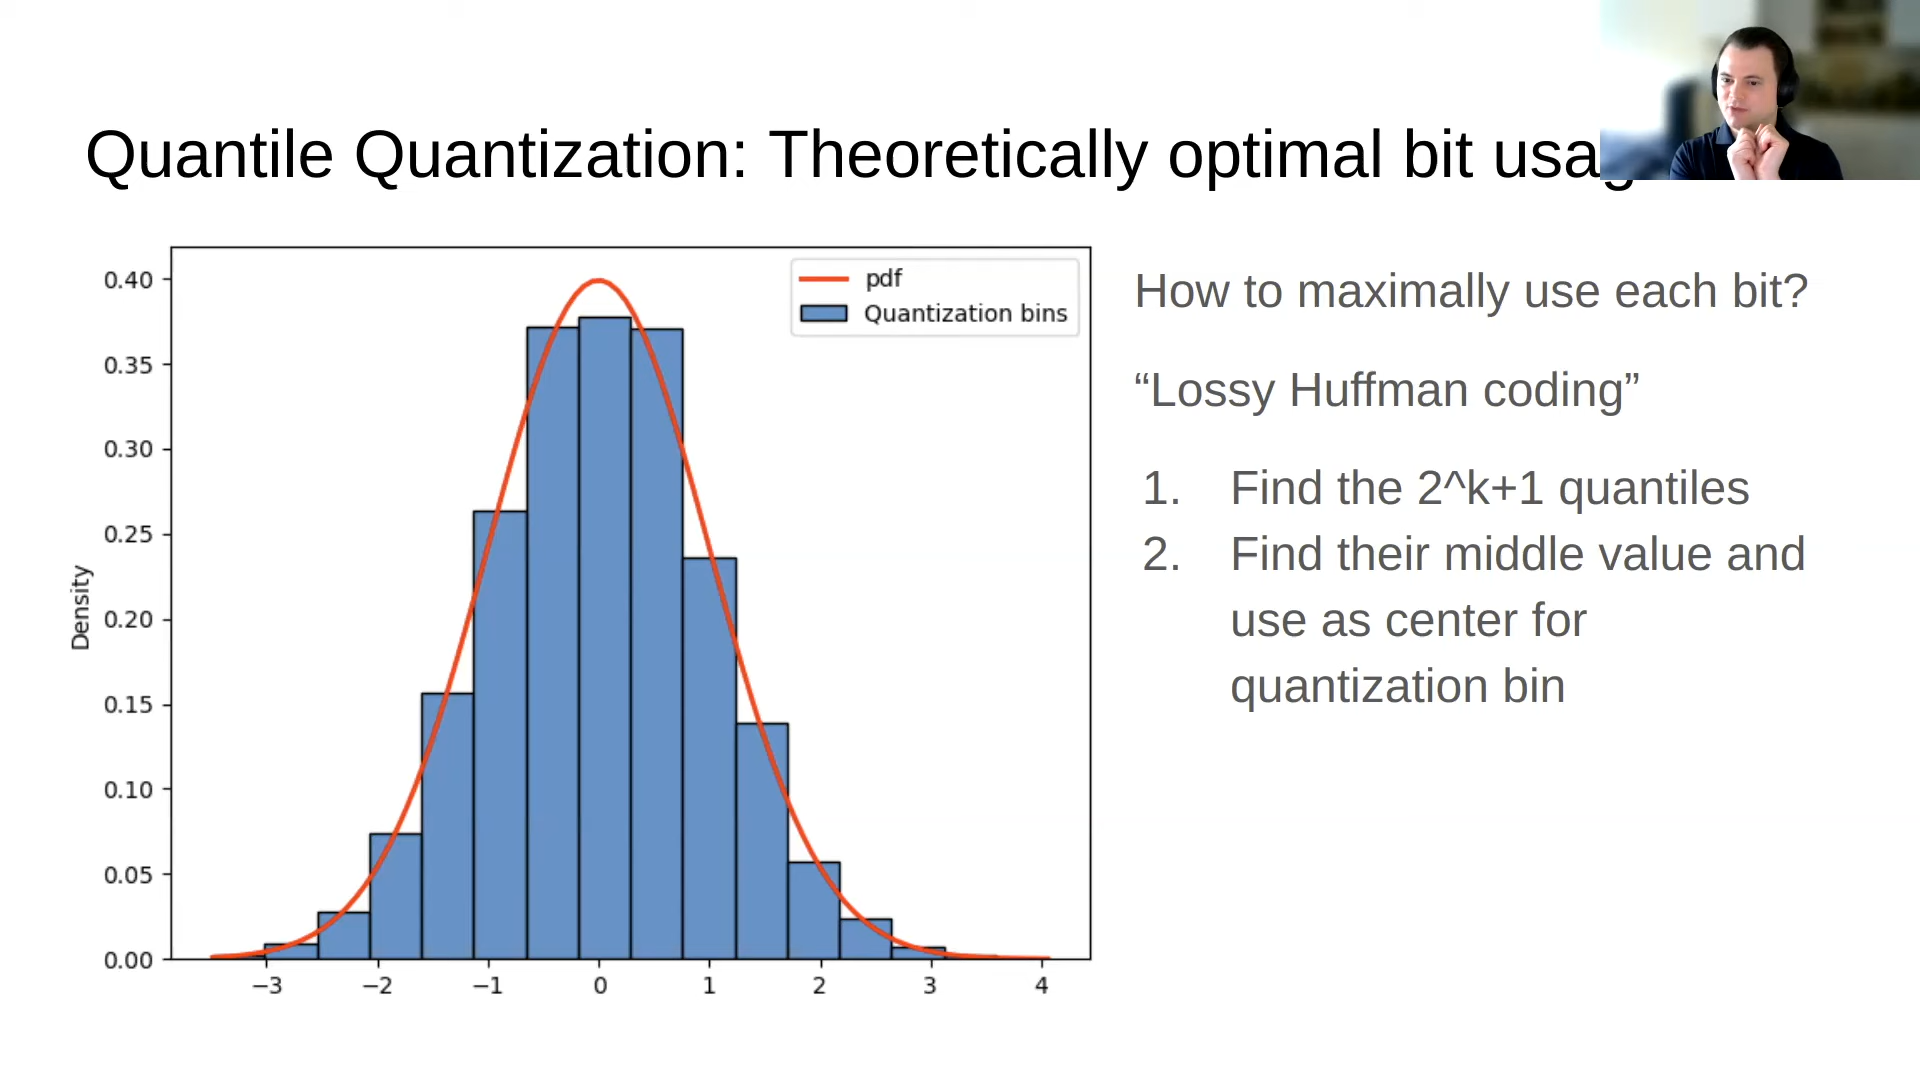 Quantile Quantization: Theoretically optimal bit
0.40
0.35
0.30
0.25
0.20
0.15
0.10
0.05
0.00
Density
−3
−2
−1
0
1
2
3
4
pdf
Quantization bins
How to maximally use each bit?
“Lossy Huffman coding”
1. Find the 2^k+1 quantiles
2. Find their middle value and
use as center for
quantization bin